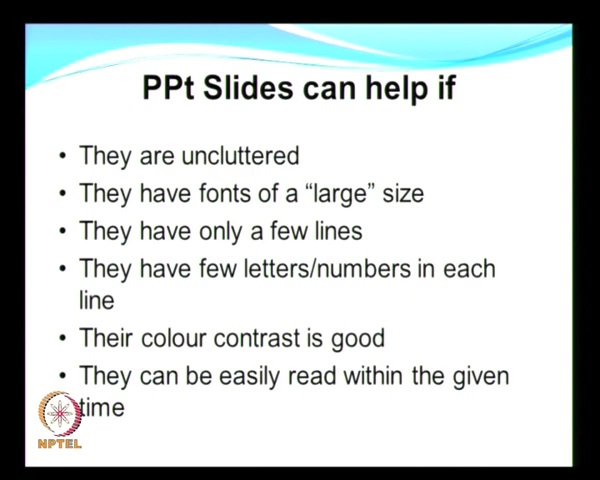 PPt Slides can help if
• They are uncluttered
• They have fonts of a “large” size
• They have only a few lines
• They have few letters/numbers in each
line
• Their colour contrast is good
• They can be easily read within the given
time
NPTEL